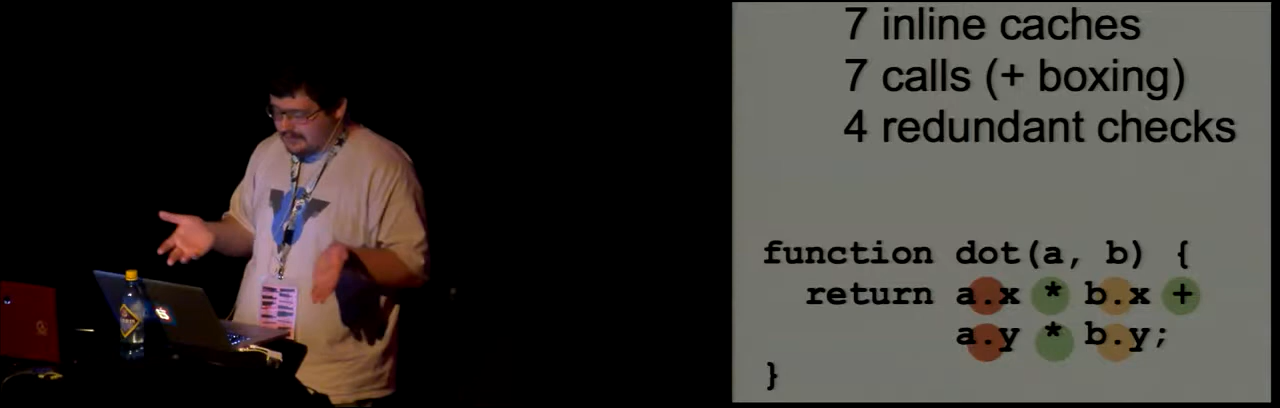 7 inline caches
7 calls (+ boxing)
4 redundant checks
function dot(a, b) {
return a.x * b.x +
a.y * b.y;
}